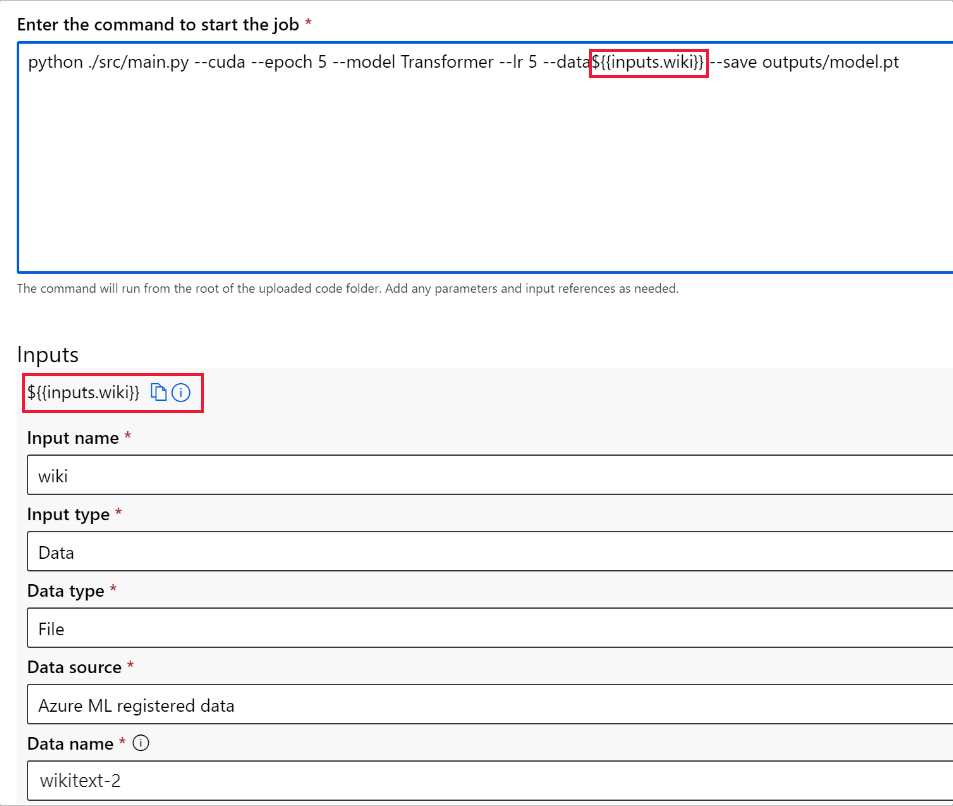 Enter the command to start the job *
python ./src/main.py --cuda --epoch 5 --model Transformer --lr 5 --data${{inputs.wiki}} --save outputs/model.pt
The command will run from the root of the uploaded code folder. Add any parameters and input references as needed.
Inputs
${{inputs.wiki}}
Input name *
wiki
Input type *
Data
Data type *
File
Data source *
Azure ML registered data
Data name *
wikitext-2